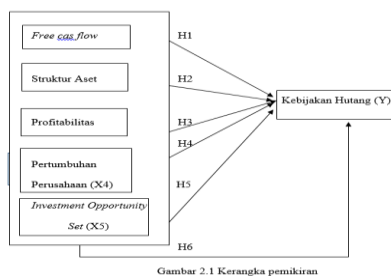 Free cas flow
H1
Struktur Aset
H2
Kebijakan Hutang (Y)
Profitabilitas
H3
H4
Pertumbuhan
Perusahaan (X4)
H5
Investment Opportunity
Set (X5)
H6
Gambar 2.1 Kerangka pemikiran